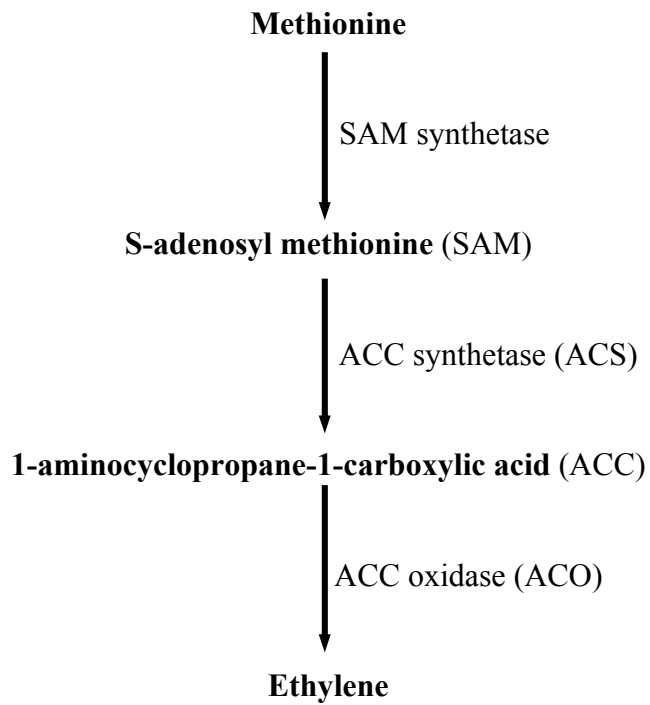 Methionine
SAM synthetase
S-adenosyl methionine (SAM)
ACC synthetase (ACS)
1-aminocyclopropane-1-carboxylic acid (ACC)
ACC oxidase (ACO)
Ethylene